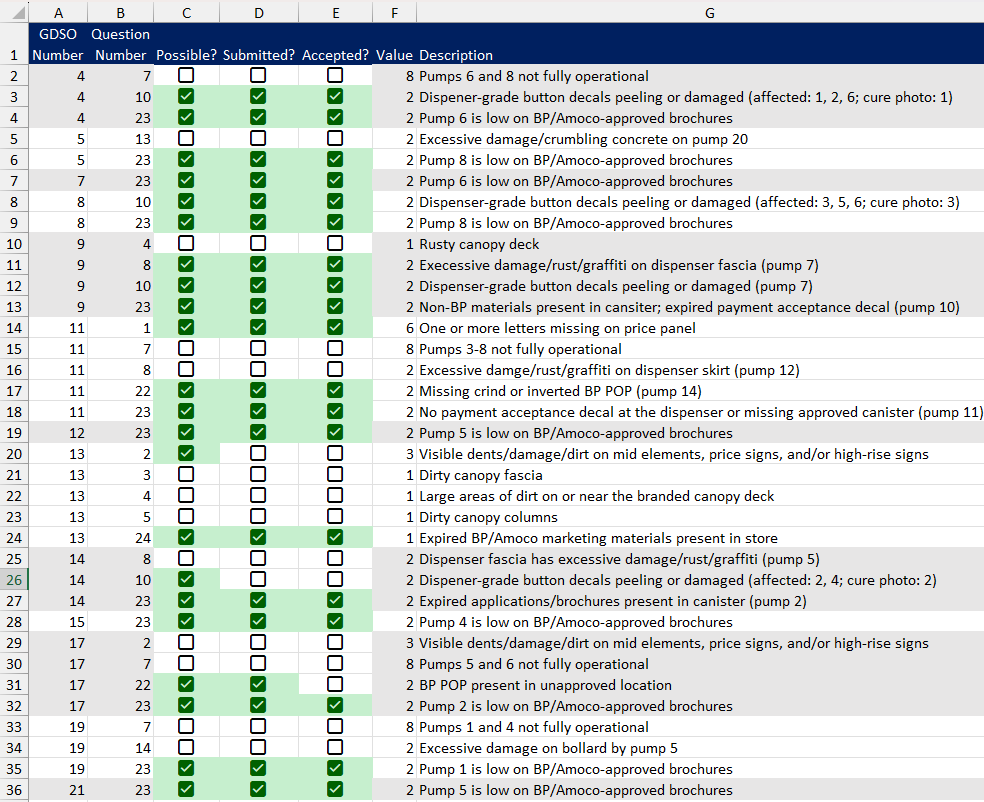 A B C D E F G
GDSO Question
1 Number Number Possible? Submitted? Accepted? Value Description
2 4 7 8 Pumps 6 and 8 not fully operational
3 4 10 2 Dispener-grade button decals peeling or damaged (affected: 1, 2, 6; cure photo: 1)
4 4 23 2 Pump 6 is low on BP/Amoco-approved brochures
5 5 13 2 Excessive damage/crumbling concrete on pump 20
6 5 23 2 Pump 8 is low on BP/Amoco-approved brochures
7 7 23 2 Pump 6 is low on BP/Amoco-approved brochures
8 8 10 2 Dispenser-grade button decals peeling or damaged (affected: 3, 5, 6; cure photo: 3)
9 8 23 2 Pump 8 is low on BP/Amoco-approved brochures
10 9 4 1 Rusty canopy deck
11 9 8 2 Execessive damage/rust/graffiti on dispenser fascia (pump 7)
12 9 10 2 Dispenser-grade button decals peeling or damaged (pump 7)
13 9 23 2 Non-BP materials present in cansiter; expired payment acceptance decal (pump 10)
14 11 1 6 One or more letters missing on price panel
15 11 7 8 Pumps 3-8 not fully operational
16 11 8 2 Excessive damge/rust/graffiti on dispenser skirt (pump 12)
17 11 22 2 Missing crind or inverted BP POP (pump 14)
18 11 23 2 No payment acceptance decal at the dispenser or missing approved canister (pump 11)
19 12 23 2 Pump 5 is low on BP/Amoco-approved brochures
20 13 2 3 Visible dents/damage/dirt on mid elements, price signs, and/or high-rise signs
21 13 3 1 Dirty canopy fascia
22 13 4 1 Large areas of dirt on or near the branded canopy deck
23 13 5 1 Dirty canopy columns
24 13 24 1 Expired BP/Amoco marketing materials present in store
25 14 8 2 Dispenser fascia has excessive damage/rust/graffiti (pump 5)
26 14 10 2 Dispener-grade button decals peeling or damaged (affected: 2, 4; cure photo: 2)
27 14 23 2 Expired applications/brochures present in canister (pump 2)
28 15 23 2 Pump 4 is low on BP/Amoco-approved brochures
29 17 2 3 Visible dents/damage/dirt on mid elements, price signs, and/or high-rise signs
30 17 7 8 Pumps 5 and 6 not fully operational
31 17 22 2 BP POP present in unapproved location
32 17 23 2 Pump 2 is low on BP/Amoco-approved brochures
33 19 7 8 Pumps 1 and 4 not fully operational
34 19 14 2 Excessive damage on bollard by pump 5
35 19 23 2 Pump 1 is low on BP/Amoco-approved brochures
36 21 23 2 Pump 5 is low on BP/Amoco-approved brochures